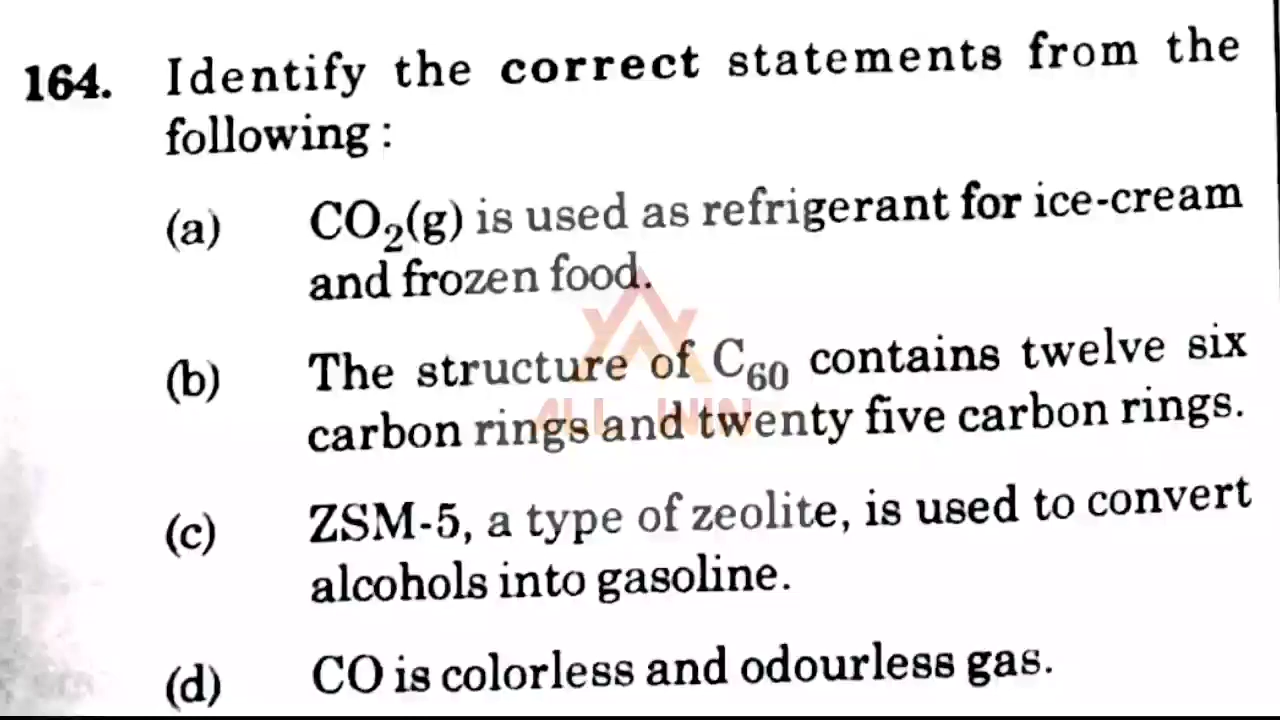 164. Identify the correct statements from the
following :
(a) CO₂(g) is used as refrigerant for ice-cream
and frozen food.
(b) The structure of C₆₀ contains twelve six
carbon rings and twenty five carbon rings.
ALL WIN
(c) ZSM-5, a type of zeolite, is used to convert
alcohols into gasoline.
(d) CO is colorless and odourless gas.